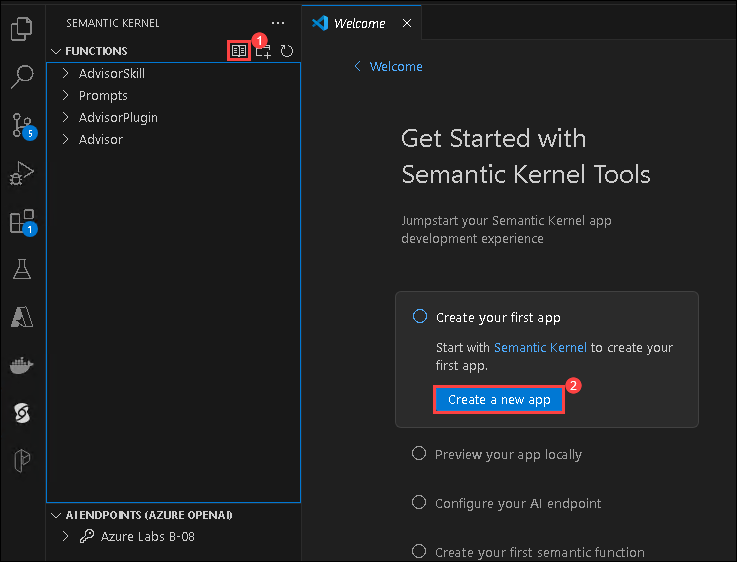 SEMANTIC KERNEL
Welcome
FUNCTIONS
1
AdvisorSkill
Prompts
AdvisorPlugin
Advisor
5
1
AI ENDPOINTS (AZURE OPENAI)
Azure Labs B-08
Welcome
Get Started with
Semantic Kernel Tools
Jumpstart your Semantic Kernel app
development experience
Create your first app
Start with Semantic Kernel to create your
first app.
Create a new app
2
Preview your app locally
Configure your AI endpoint
Create your first semantic function